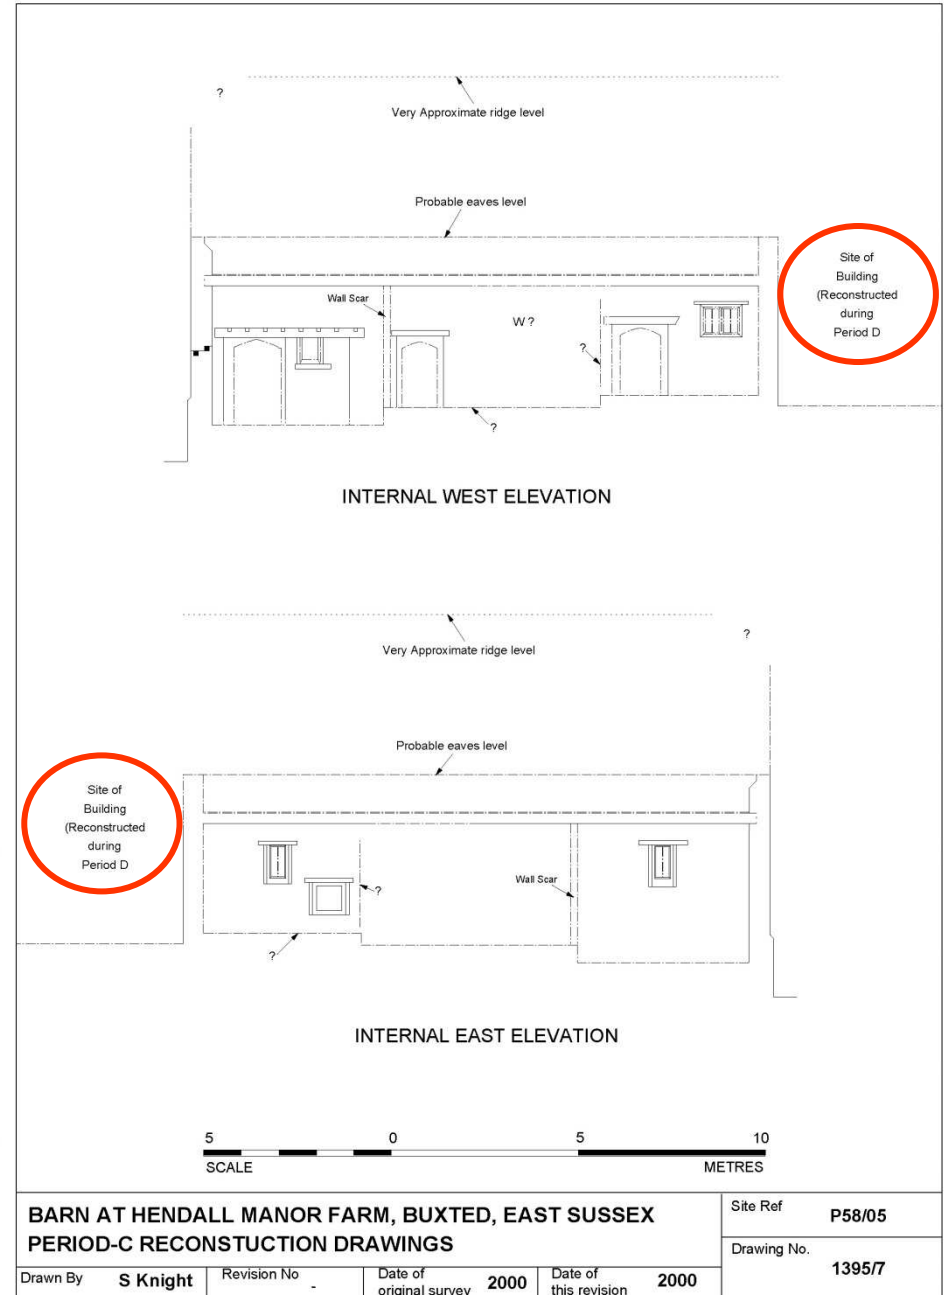 ?
Very Approximate ridge level
Probable eaves level
Site of
Building
(Reconstructed
during
Period D
Wall Scar
W ?
?
?
INTERNAL WEST ELEVATION
Very Approximate ridge level
?
Probable eaves level
Site of
Building
(Reconstructed
during
Period D
Wall Scar
?
?
INTERNAL EAST ELEVATION
5 0 5 10
SCALE METRES
BARN AT HENDALL MANOR FARM, BUXTED, EAST SUSSEX
PERIOD-C RECONSTUCTION DRAWINGS
Site Ref P58/05
Drawing No. 1395/7
Drawn By S Knight
Revision No -
Date of
original survey 2000
Date of
this revision 2000